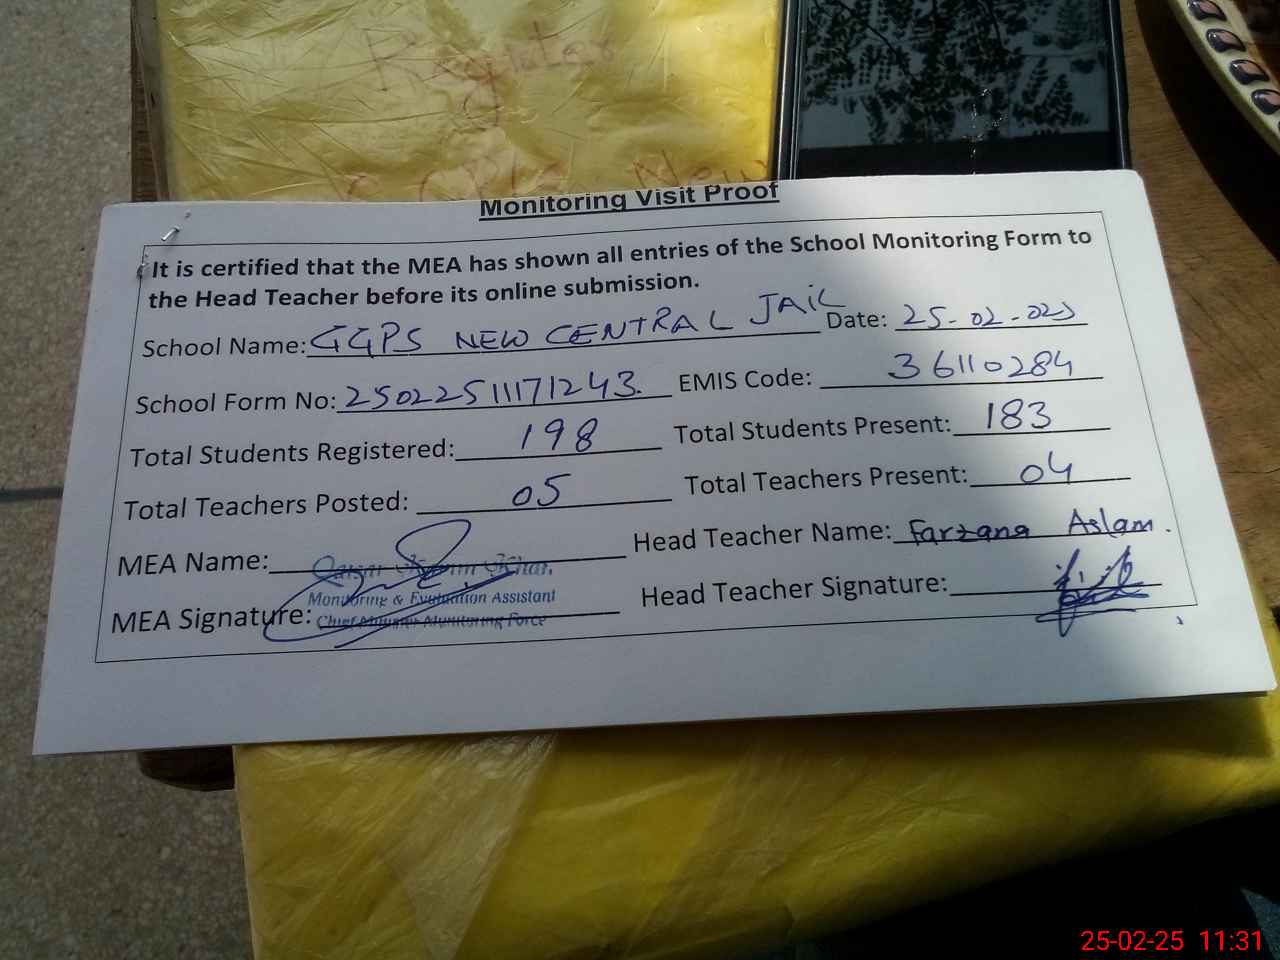 Register
Monitoring Visit Proof
It is certified that the MEA has shown all entries of the School Monitoring Form to
the Head Teacher before its online submission.
School Name: GGPS NEW CENTRAL JAIL Date: 25-02-025
School Form No: 250225111171243. EMIS Code: 36110284
Total Students Registered: 198 Total Students Present: 183
Total Teachers Posted: 05 Total Teachers Present: 04
MEA Name: Khan. Head Teacher Name: Farzana Aslam.
Monitoring & Evaluation Assistant
MEA Signature: Head Teacher Signature:
Chief Minister Monitoring Force
25-02-25 11:31